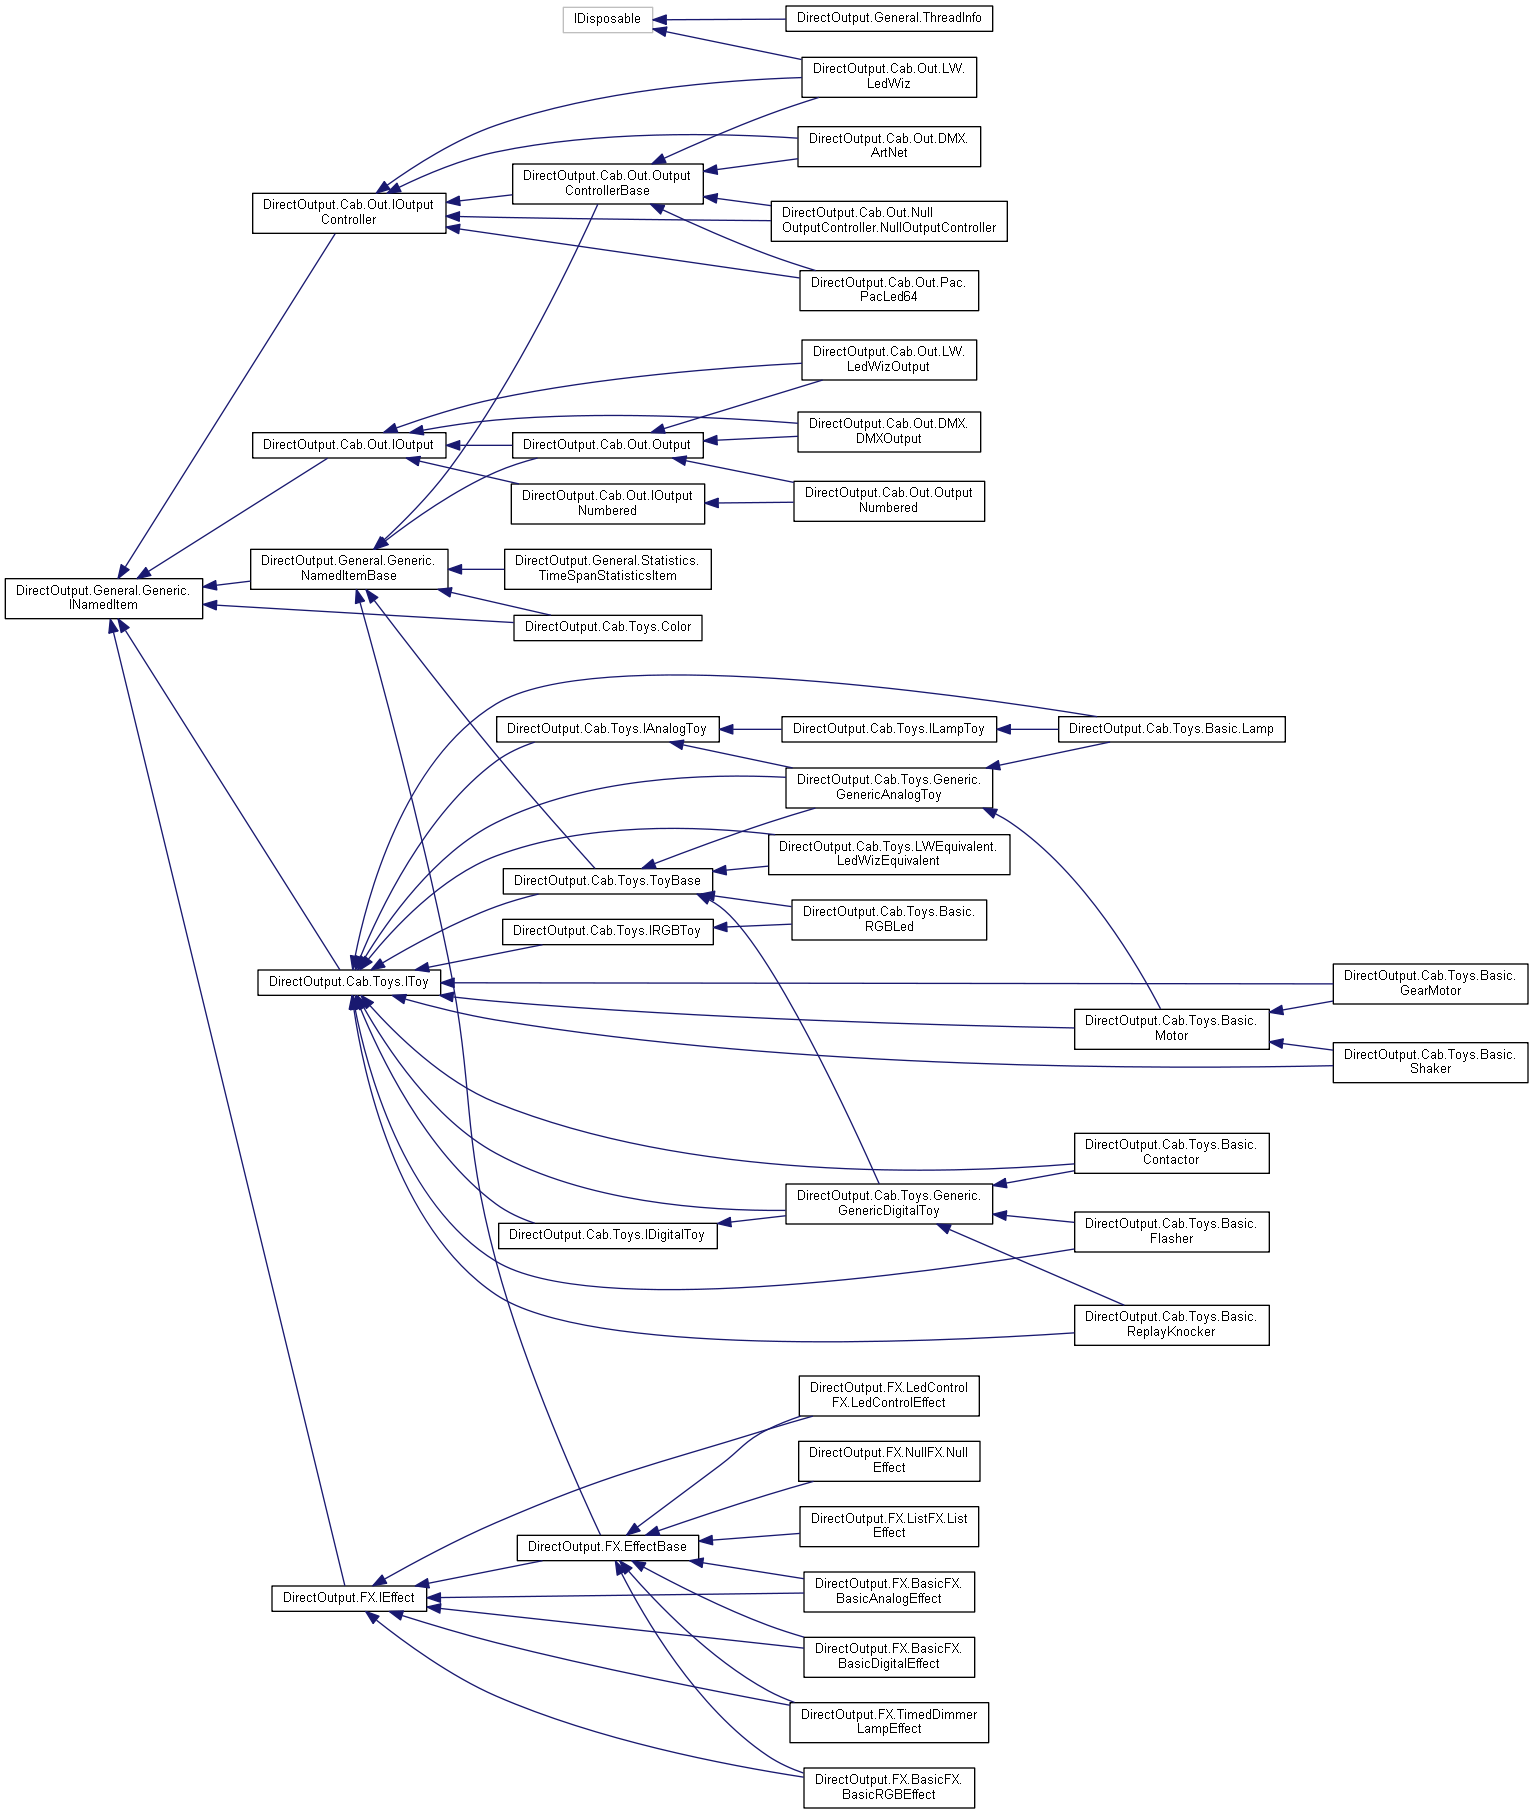 IDisposable
DirectOutput.General.ThreadInfo
DirectOutput.Cab.Out.LW.
LedWiz
DirectOutput.Cab.Out.DMX.
ArtNet
DirectOutput.Cab.Out.Output
ControllerBase
DirectOutput.Cab.Out.IOutput
Controller
DirectOutput.Cab.Out.Null
OutputController.NullOutputController
DirectOutput.Cab.Out.Pac.
PacLed64
DirectOutput.Cab.Out.LW.
LedWizOutput
DirectOutput.Cab.Out.IOutput
DirectOutput.Cab.Out.Output
DirectOutput.Cab.Out.DMX.
DMXOutput
DirectOutput.Cab.Out.IOutput
Numbered
DirectOutput.Cab.Out.Output
Numbered
DirectOutput.General.Generic.
INamedItem
DirectOutput.General.Generic.
NamedItemBase
DirectOutput.General.Statistics.
TimeSpanStatisticsItem
DirectOutput.Cab.Toys.Color
DirectOutput.Cab.Toys.IAnalogToy
DirectOutput.Cab.Toys.ILampToy
DirectOutput.Cab.Toys.Basic.Lamp
DirectOutput.Cab.Toys.Generic.
GenericAnalogToy
DirectOutput.Cab.Toys.LWEquivalent.
LedWizEquivalent
DirectOutput.Cab.Toys.ToyBase
DirectOutput.Cab.Toys.Basic.
RGBLed
DirectOutput.Cab.Toys.IRGBToy
DirectOutput.Cab.Toys.IToy
DirectOutput.Cab.Toys.Basic.
GearMotor
DirectOutput.Cab.Toys.Basic.
Motor
DirectOutput.Cab.Toys.Basic.
Shaker
DirectOutput.Cab.Toys.Basic.
Contactor
DirectOutput.Cab.Toys.Generic.
GenericDigitalToy
DirectOutput.Cab.Toys.IDigitalToy
DirectOutput.Cab.Toys.Basic.
Flasher
DirectOutput.Cab.Toys.Basic.
ReplayKnocker
DirectOutput.FX.LedControl
FX.LedControlEffect
DirectOutput.FX.NullFX.Null
Effect
DirectOutput.FX.ListFX.List
Effect
DirectOutput.FX.EffectBase
DirectOutput.FX.IEffect
DirectOutput.FX.BasicFX.
BasicAnalogEffect
DirectOutput.FX.BasicFX.
BasicDigitalEffect
DirectOutput.FX.TimedDimmer
LampEffect
DirectOutput.FX.BasicFX.
BasicRGBEffect